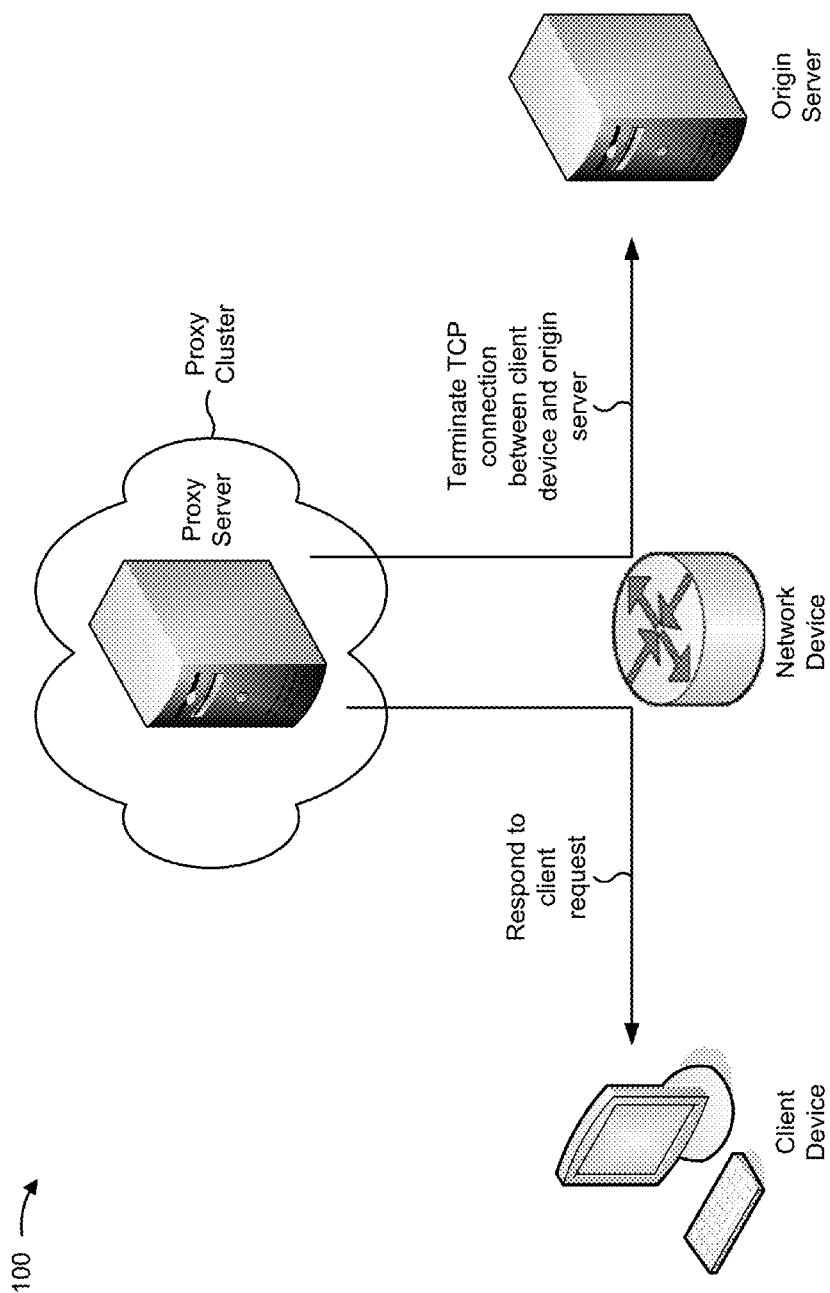 100
Proxy
Cluster
Proxy
Server
Respond to
client
request
Terminate TCP
connection
between client
device and origin
server
Client
Device
Network
Device
Origin
Server